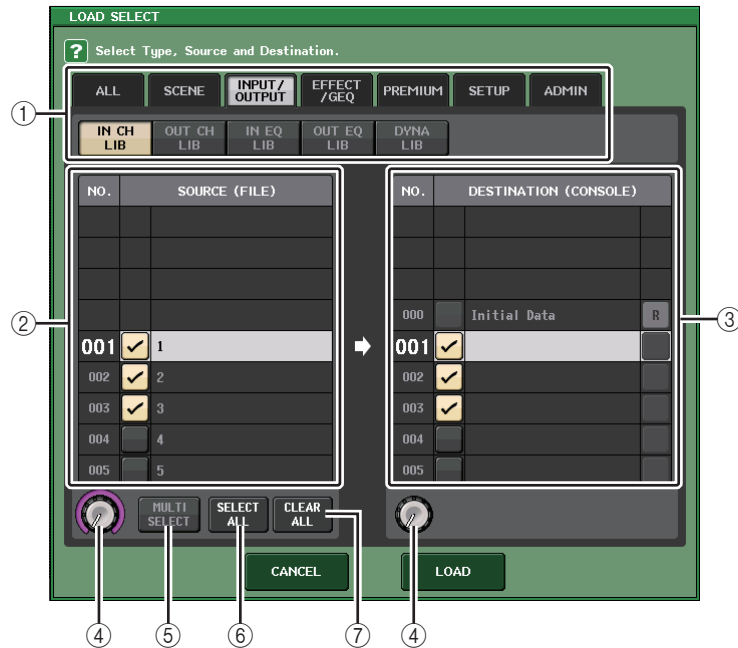 LOAD SELECT
? Select Type, Source and Destination.
ALL SCENE INPUT/ OUTPUT EFFECT /GEQ PREMIUM SETUP ADMIN
①
IN CH LIB OUT CH LIB IN EQ LIB OUT EQ LIB DYNA LIB
NO. SOURCE (FILE) NO. DESTINATION (CONSOLE)
② 000 Initial Data R ③
001 1 001
002 2 002
003 3 003
004 4 004
005 5 005
MULTI SELECT SELECT ALL CLEAR ALL
CANCEL LOAD
④ ⑤ ⑥ ⑦ ④